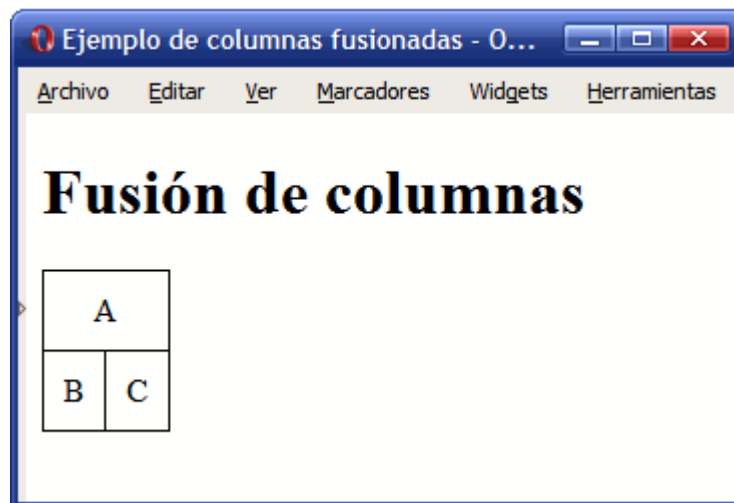 Ejemplo de columnas fusionadas - O...
Archivo Editar Ver Marcadores Widgets Herramientas
Fusión de columnas
A
B C